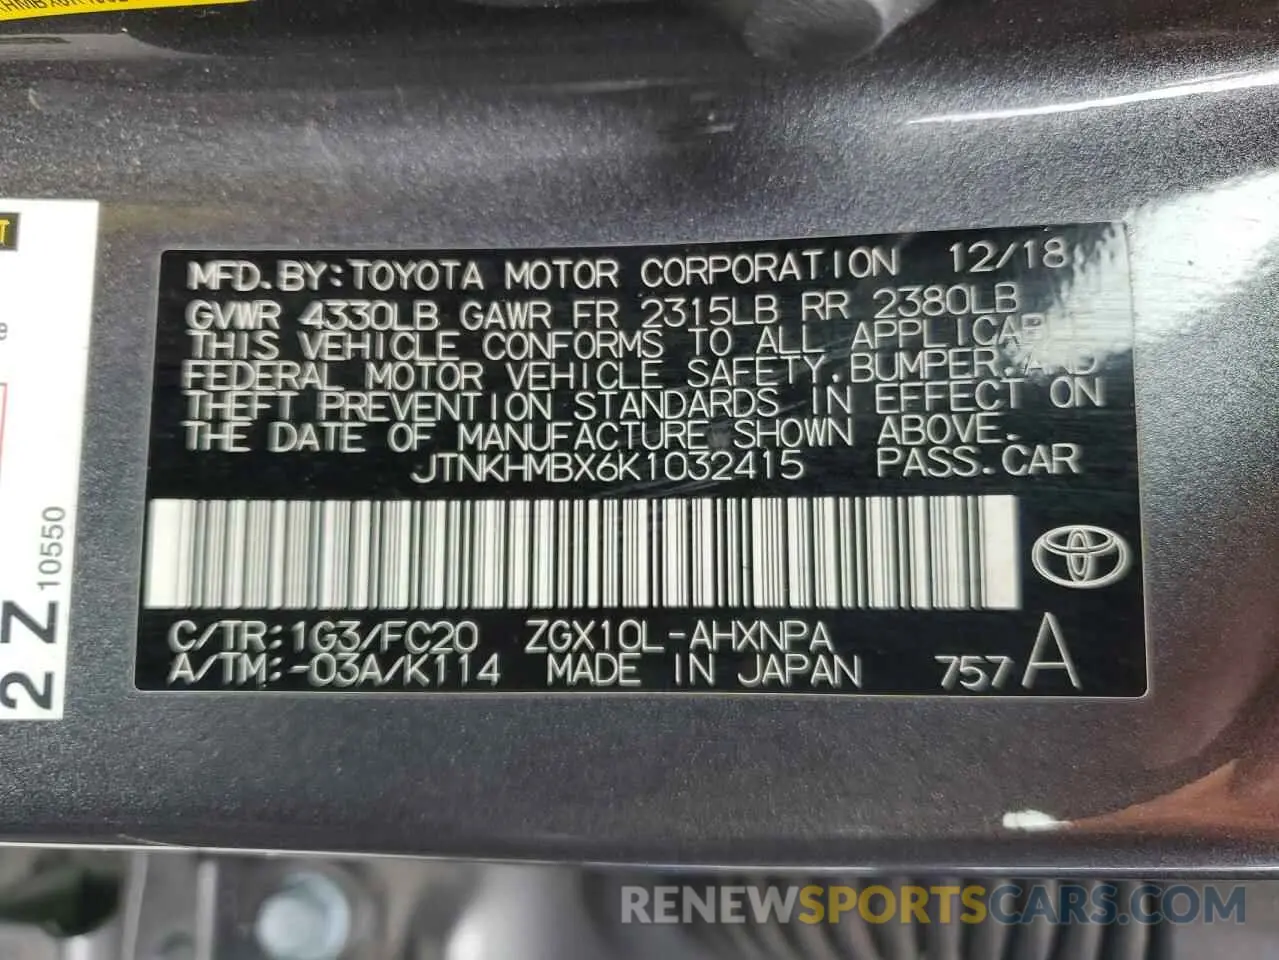 MFD. BY: TOYOTA MOTOR CORPORATION 12/18
GVWR 4330LB GAWR FR 2315LB RR 2380LB
THIS VEHICLE CONFORMS TO ALL
FEDERAL MOTOR VEHICLE SAFETY, BUMPER, AND
THEFT PREVENTION STANDARDS IN EFFECT ON
THE DATE OF MANUFACTURE SHOWN ABOVE.
JTNKHMBX6K1032415 PASS. CAR
C/TR: 1G3/FC20 ZGX10L-AHXNPA
A/TM: -03A/K114 MADE IN JAPAN 757 A
2 Z 10550
RENEWSPORTSCARS.COM